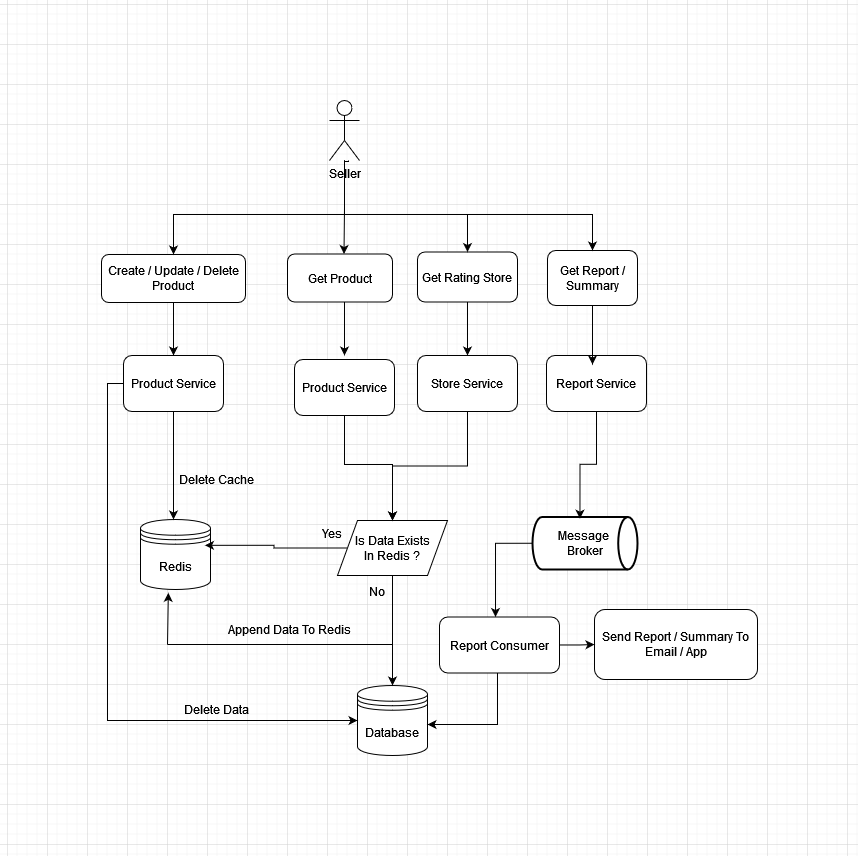 Seller
Create / Update / Delete
Product
Get Product
Get Rating Store
Get Report /
Summary
Product Service
Product Service
Store Service
Report Service
Delete Cache
Yes
Is Data Exists
In Redis ?
Message
Broker
Redis
No
Append Data To Redis
Report Consumer
Send Report / Summary To
Email / App
Delete Data
Database